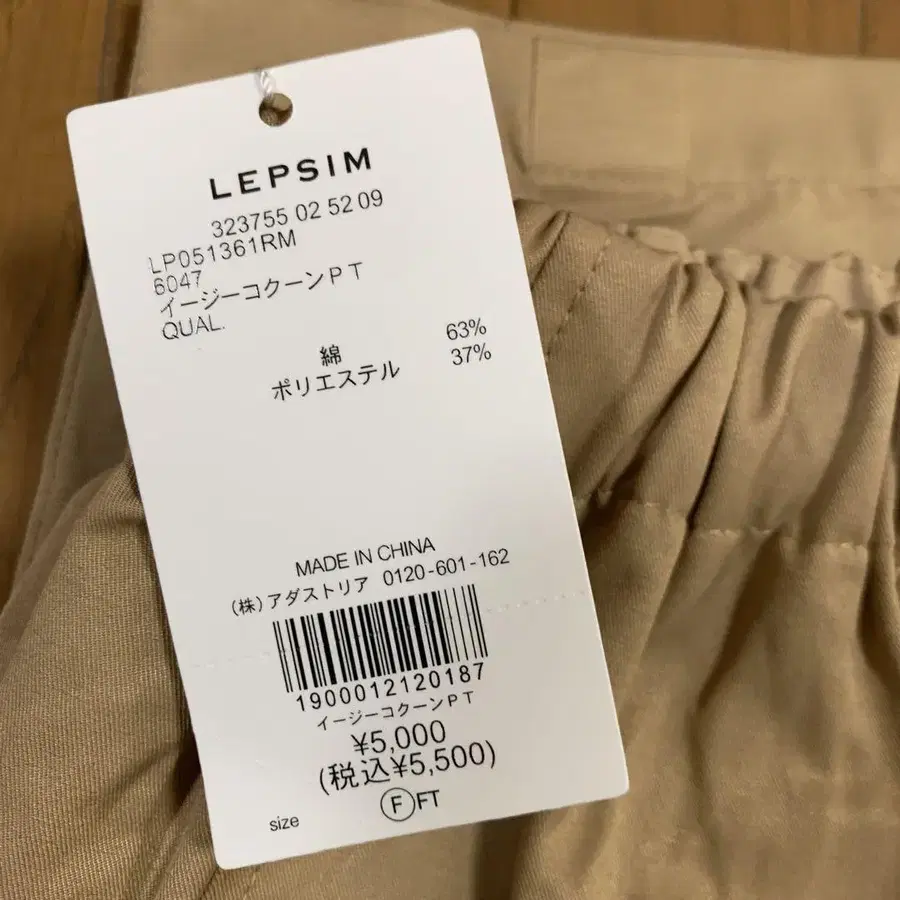 LEPSIM
323755 02 52 09
LP051361RM
6047
イージーコクーンPT
QUAL.
綿 63%
ポリエステル 37%
MADE IN CHINA
(株)アダストリア 0120-601-162
1900012120187
イージーコクーンPT
¥5,000
(税込¥5,500)
size F FT